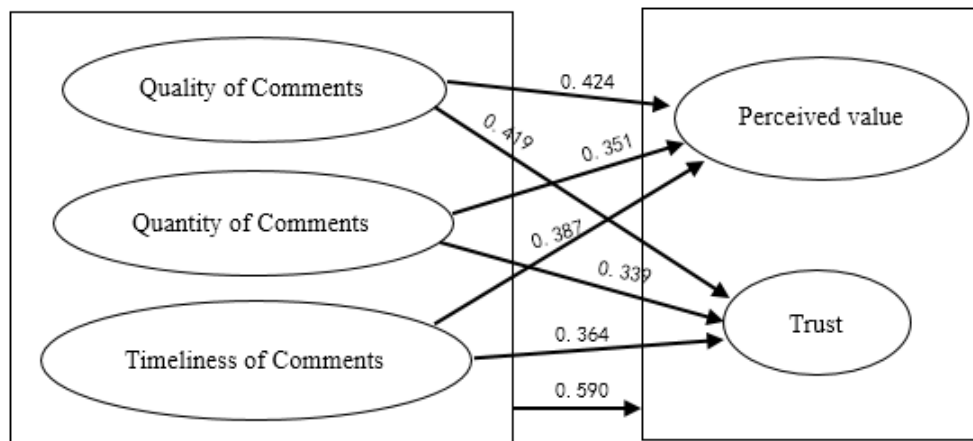 Quality of Comments
0.424
Perceived value
0.419
0.351
Quantity of Comments
0.387
0.339
Timeliness of Comments
0.364
Trust
0.590